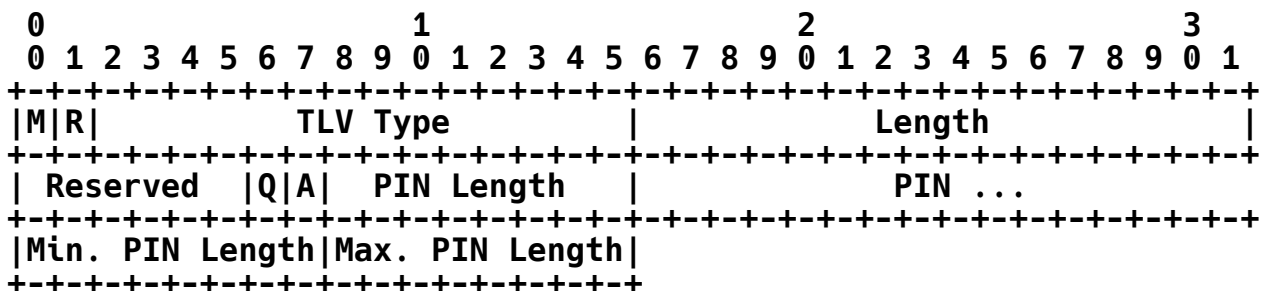 0                   1                   2                   3
 0 1 2 3 4 5 6 7 8 9 0 1 2 3 4 5 6 7 8 9 0 1 2 3 4 5 6 7 8 9 0 1
+-+-+-+-+-+-+-+-+-+-+-+-+-+-+-+-+-+-+-+-+-+-+-+-+-+-+-+-+-+-+-+-+
|M|R|          TLV Type         |            Length             |
+-+-+-+-+-+-+-+-+-+-+-+-+-+-+-+-+-+-+-+-+-+-+-+-+-+-+-+-+-+-+-+-+
| Reserved  |Q|A|  PIN Length   |             PIN ...
+-+-+-+-+-+-+-+-+-+-+-+-+-+-+-+-+-+-+-+-+-+-+-+-+-+-+-+-+-+-+-+-+
|Min. PIN Length|Max. PIN Length|
+-+-+-+-+-+-+-+-+-+-+-+-+-+-+-+-+